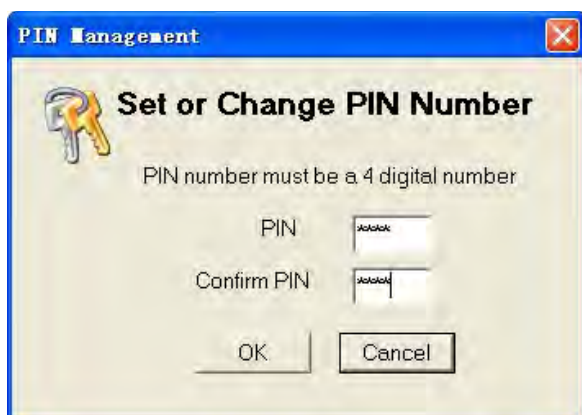 PIN Management
Set or Change PIN Number
PIN number must be a 4 digital number
PIN ****
Confirm PIN ****
OK Cancel